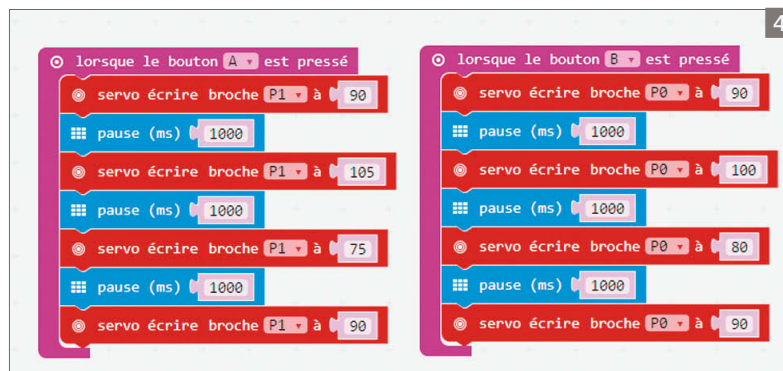 4
lorsque le bouton A est pressé
servo écrire broche P1 à 90
pause (ms) 1000
servo écrire broche P1 à 105
pause (ms) 1000
servo écrire broche P1 à 75
pause (ms) 1000
servo écrire broche P1 à 90
lorsque le bouton B est pressé
servo écrire broche P0 à 90
pause (ms) 1000
servo écrire broche P0 à 100
pause (ms) 1000
servo écrire broche P0 à 80
pause (ms) 1000
servo écrire broche P0 à 90